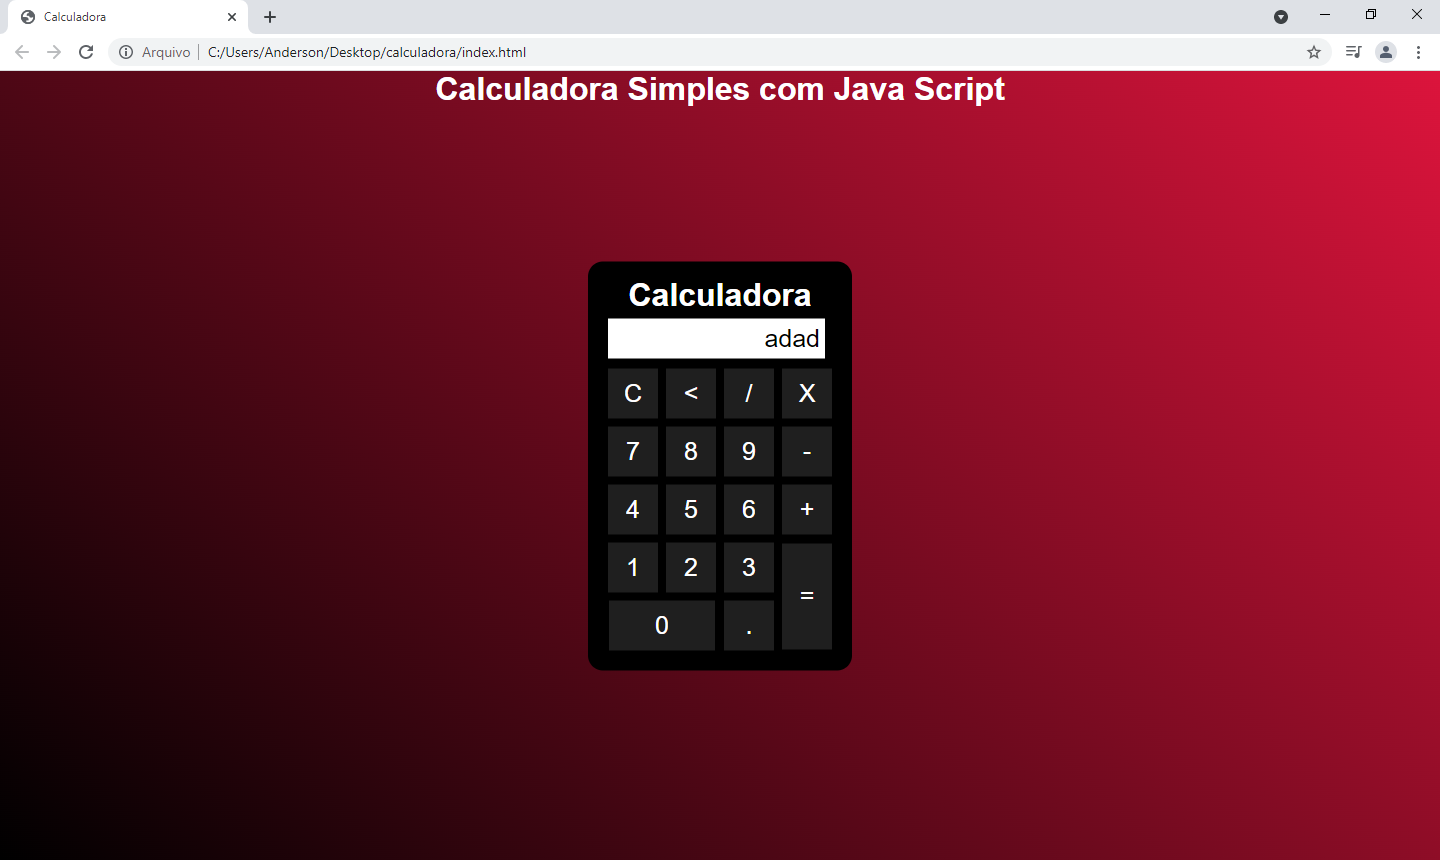 Calculadora
Arquivo
C:/Users/Anderson/Desktop/calculadora/index.html
Calculadora Simples com Java Script
Calculadora
adad
C < / X
7 8 9 -
4 5 6 +
1 2 3
=
0 .